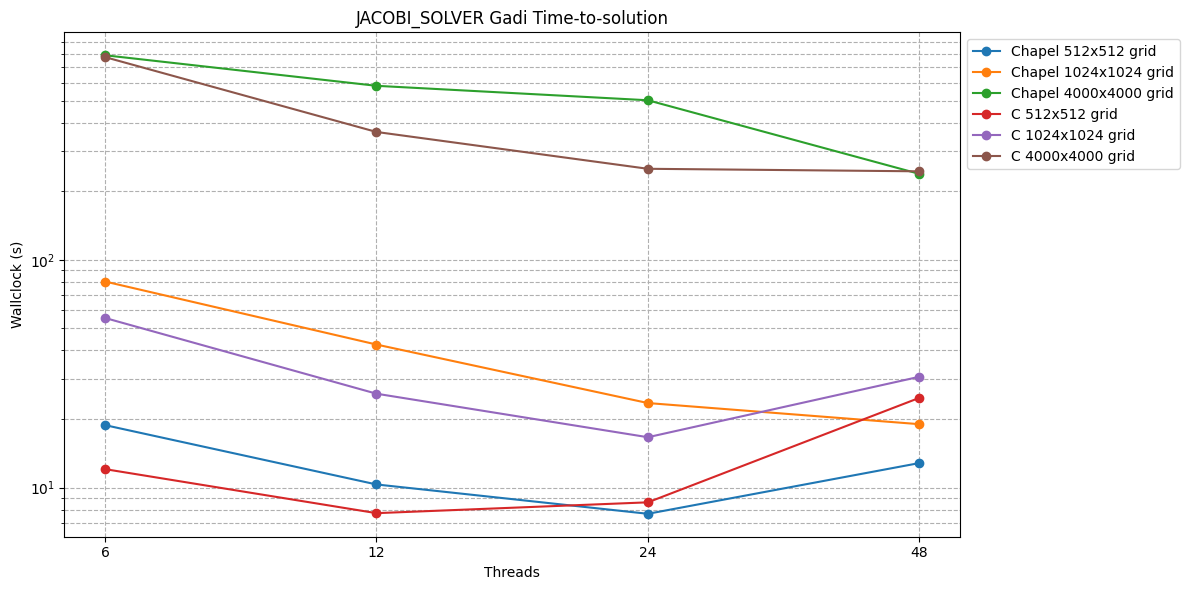 JACOBI_SOLVER Gadi Time-to-solution
Chapel 512x512 grid
Chapel 1024x1024 grid
Chapel 4000x4000 grid
C 512x512 grid
C 1024x1024 grid
C 4000x4000 grid
Wallclock (s)
10²
10¹
6 12 24 48
Threads